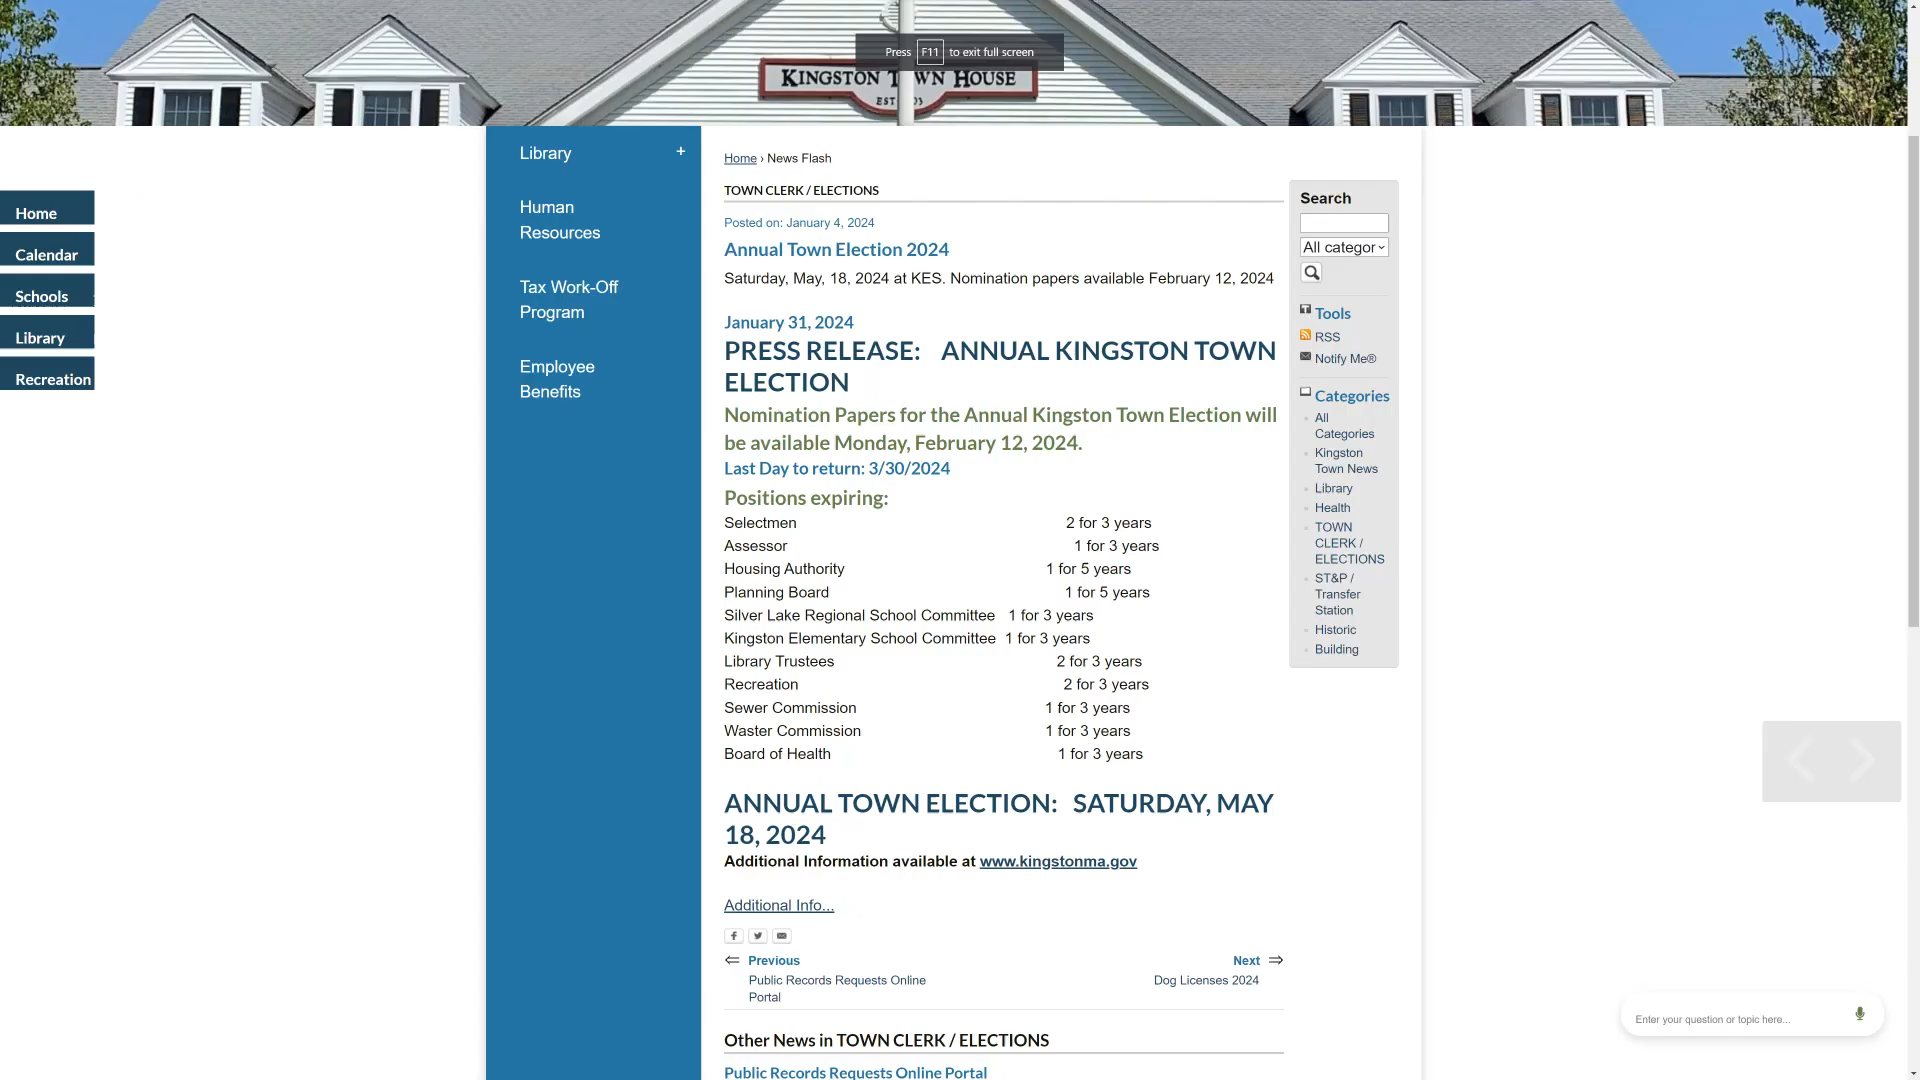 Press F11 to exit full screen
KINGSTON T WN HOUSE
EST 03
Home
Calendar
Schools
Library
Recreation
Library +
Human
Resources
Tax Work-Off
Program
Employee
Benefits
Home › News Flash
TOWN CLERK / ELECTIONS
Posted on: January 4, 2024
Annual Town Election 2024
Saturday, May, 18, 2024 at KES. Nomination papers available February 12, 2024
January 31, 2024
PRESS RELEASE: ANNUAL KINGSTON TOWN
ELECTION
Nomination Papers for the Annual Kingston Town Election will
be available Monday, February 12, 2024.
Last Day to return: 3/30/2024
Positions expiring:
Selectmen 2 for 3 years
Assessor 1 for 3 years
Housing Authority 1 for 5 years
Planning Board 1 for 5 years
Silver Lake Regional School Committee 1 for 3 years
Kingston Elementary School Committee 1 for 3 years
Library Trustees 2 for 3 years
Recreation 2 for 3 years
Sewer Commission 1 for 3 years
Waster Commission 1 for 3 years
Board of Health 1 for 3 years
ANNUAL TOWN ELECTION: SATURDAY, MAY
18, 2024
Additional Information available at www.kingstonma.gov
Additional Info...
Previous
Public Records Requests Online
Portal
Next
Dog Licenses 2024
Other News in TOWN CLERK / ELECTIONS
Public Records Requests Online Portal
Search
All categor
Tools
RSS
Notify Me®
Categories
All
Categories
Kingston
Town News
Library
Health
TOWN
CLERK /
ELECTIONS
ST&P /
Transfer
Station
Historic
Building
Enter your question or topic here...